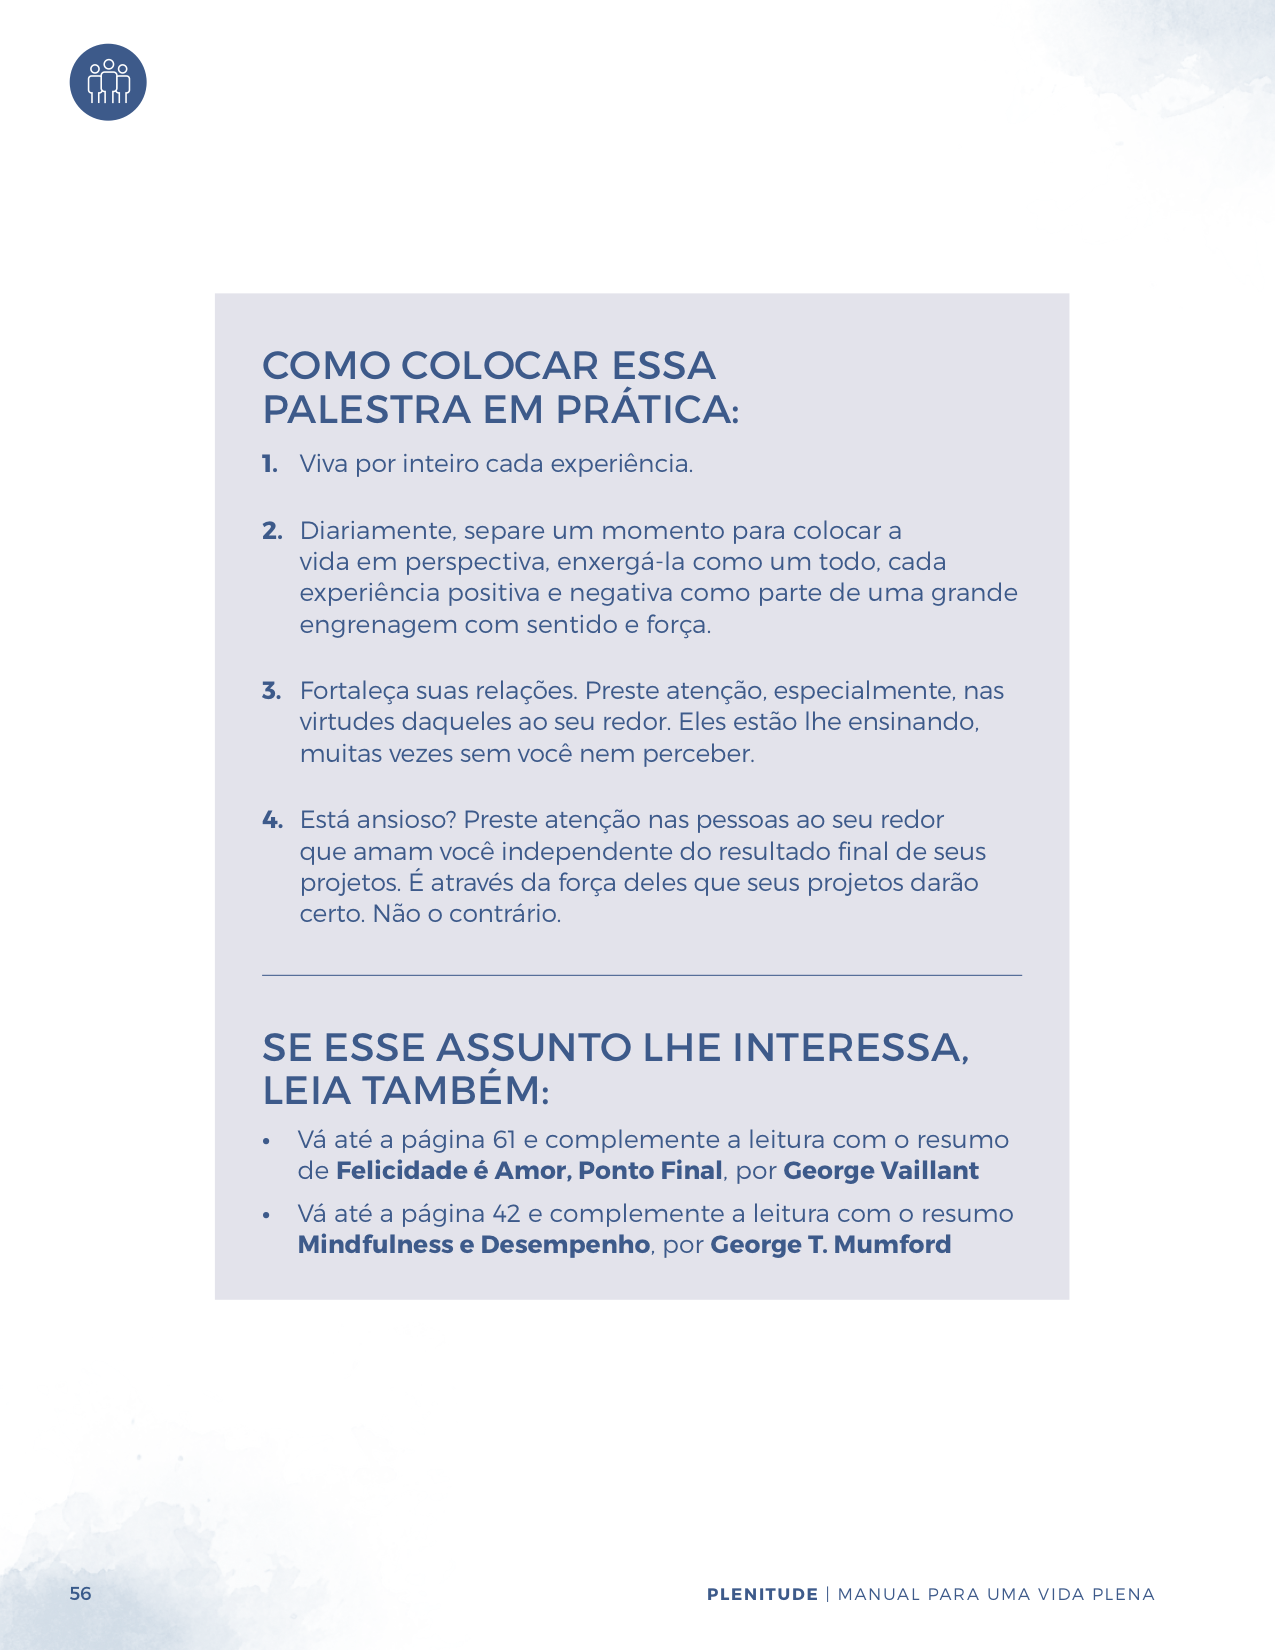 COMO COLOCAR ESSA
PALESTRA EM PRÁTICA:
1. Viva por inteiro cada experiência.
2. Diariamente, separe um momento para colocar a
vida em perspectiva, enxergá-la como um todo, cada
experiência positiva e negativa como parte de uma grande
engrenagem com sentido e força.
3. Fortaleça suas relações. Preste atenção, especialmente, nas
virtudes daqueles ao seu redor. Eles estão lhe ensinando,
muitas vezes sem você nem perceber.
4. Está ansioso? Preste atenção nas pessoas ao seu redor
que amam você independente do resultado final de seus
projetos. É através da força deles que seus projetos darão
certo. Não o contrário.
SE ESSE ASSUNTO LHE INTERESSA,
LEIA TAMBÉM:
• Vá até a página 61 e complemente a leitura com o resumo
de Felicidade é Amor, Ponto Final, por George Vaillant
• Vá até a página 42 e complemente a leitura com o resumo
Mindfulness e Desempenho, por George T. Mumford
56
PLENITUDE | MANUAL PARA UMA VIDA PLENA